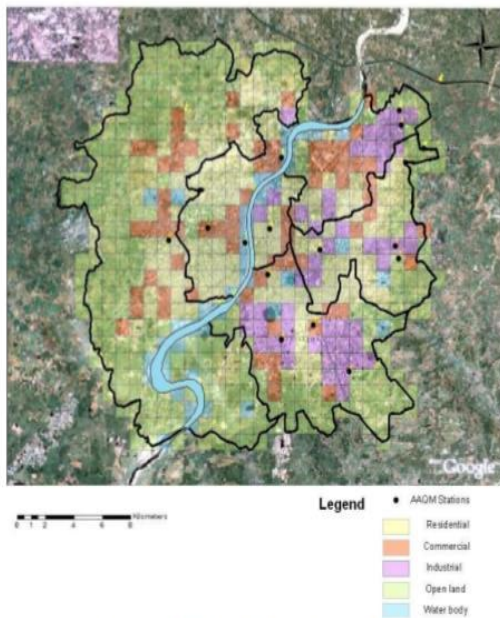 Google
0 1 2 4 6 8 Kilometers
Legend
AAQM Stations
Residential
Commercial
Industrial
Open land
Water body